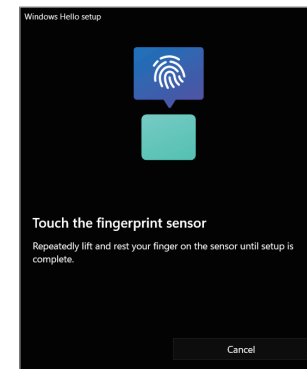 Windows Hello setup
Touch the fingerprint sensor
Repeatedly lift and rest your finger on the sensor until setup is
complete.
Cancel